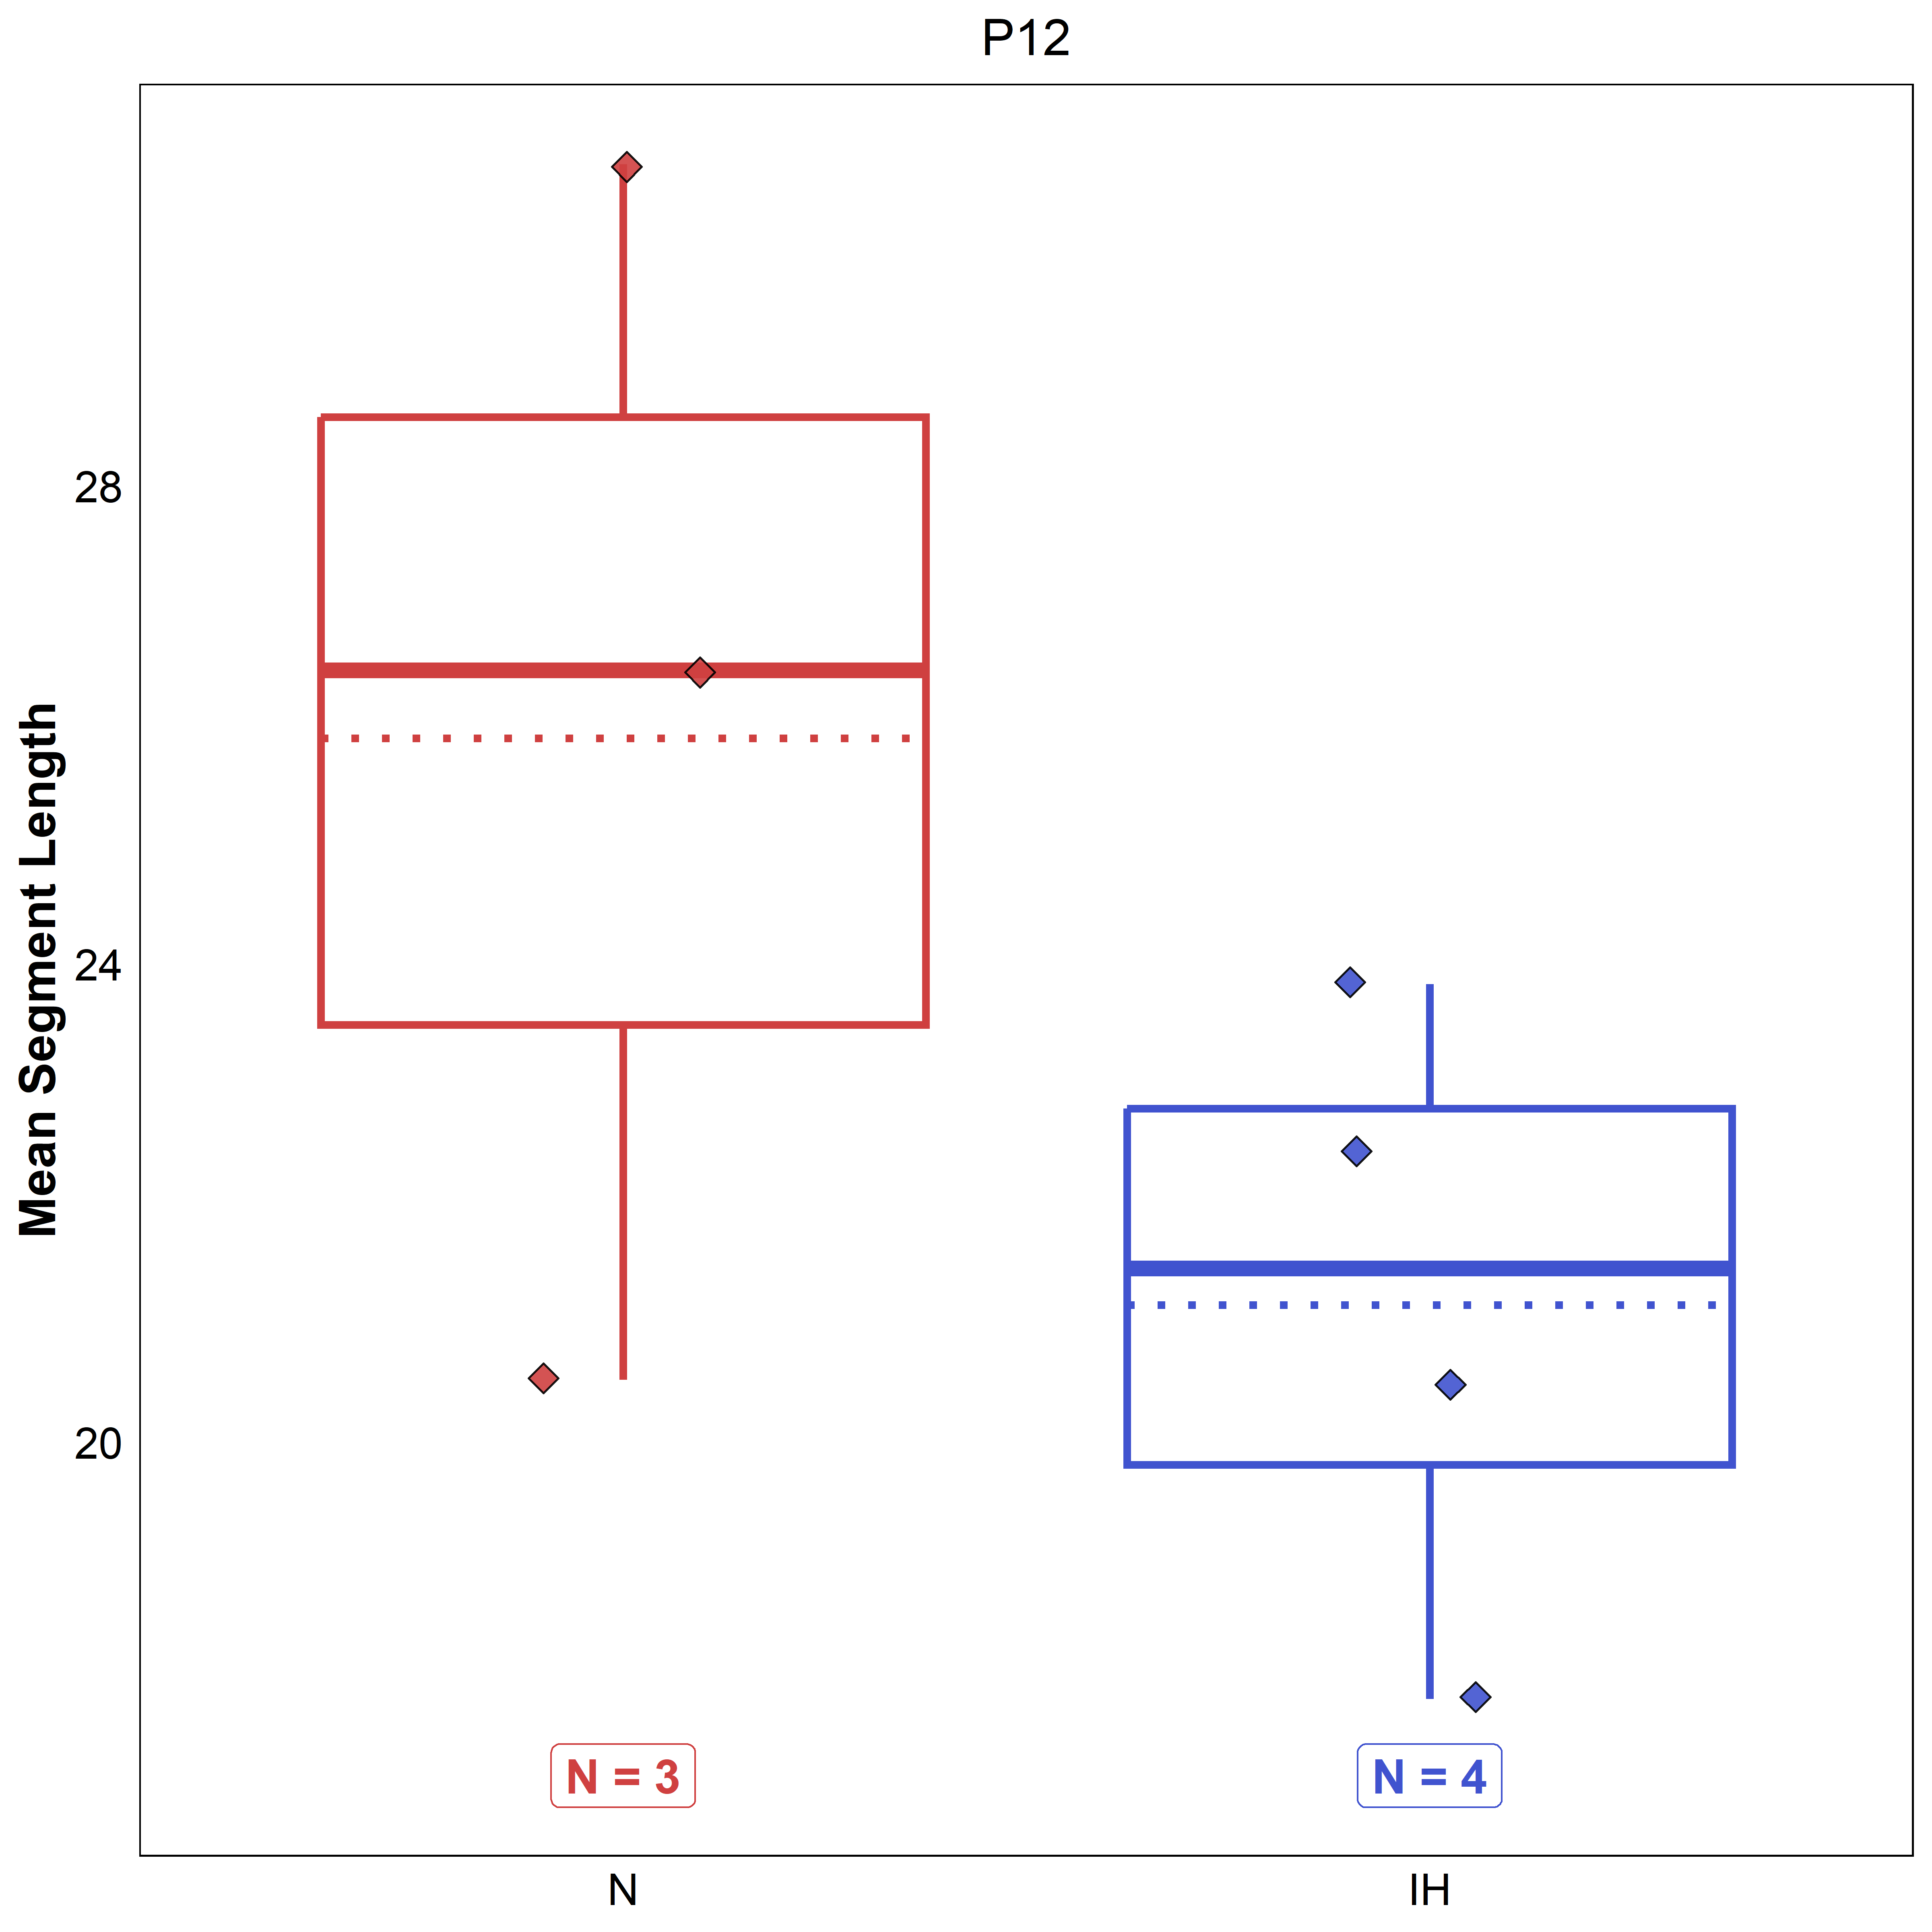 P12
Mean Segment Length
28
24
20
N = 3
N = 4
N
IH